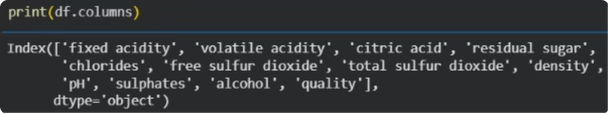 print(df.columns)
Index(['fixed acidity', 'volatile acidity', 'citric acid', 'residual sugar',
'chlorides', 'free sulfur dioxide', 'total sulfur dioxide', 'density',
'pH', 'sulphates', 'alcohol', 'quality'],
dtype='object')